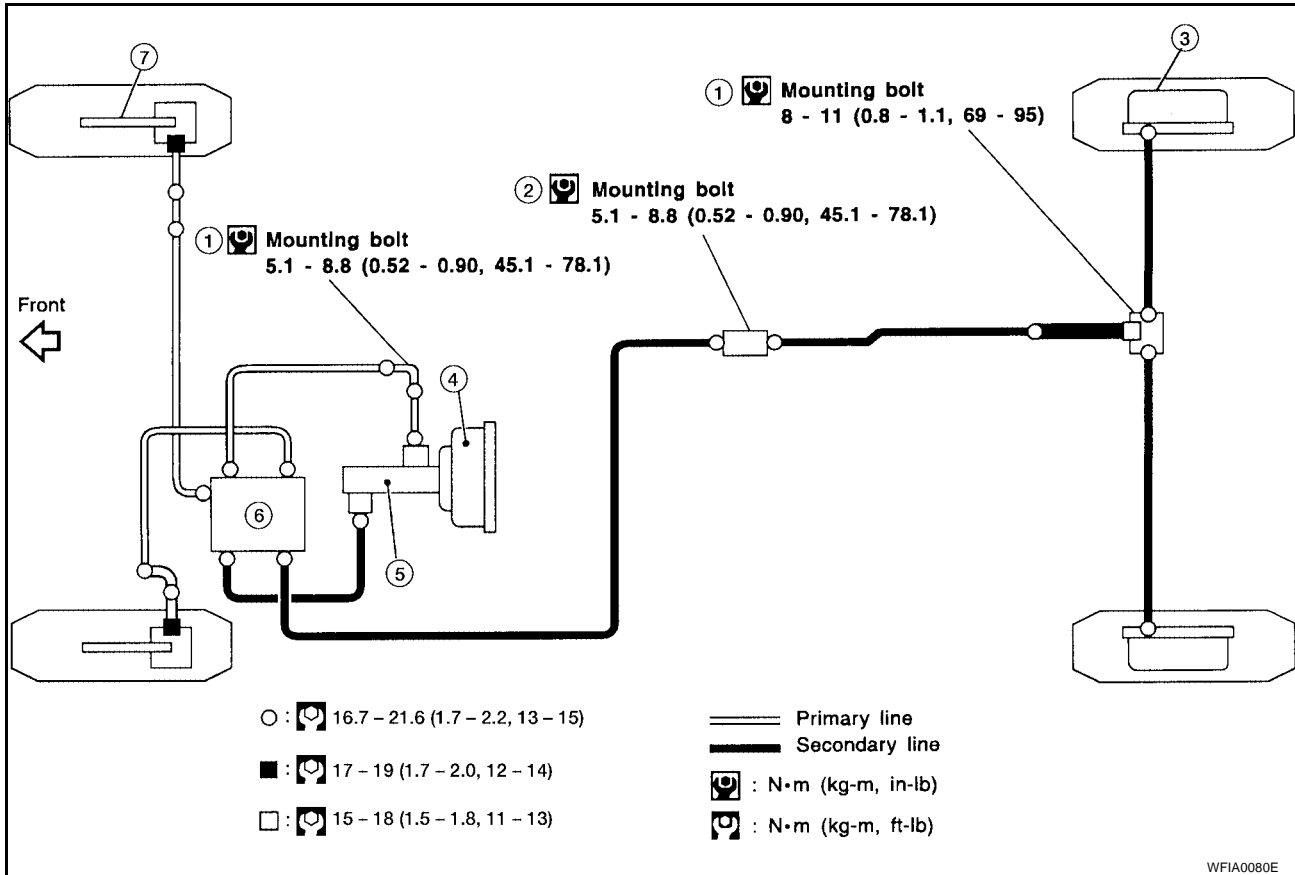 7
3
1 Mounting bolt
8 - 11 (0.8 - 1.1, 69 - 95)
2 Mounting bolt
5.1 - 8.8 (0.52 - 0.90, 45.1 - 78.1)
1 Mounting bolt
5.1 - 8.8 (0.52 - 0.90, 45.1 - 78.1)
Front
4
6
5
: 16.7 – 21.6 (1.7 – 2.2, 13 – 15)
: 17 – 19 (1.7 – 2.0, 12 – 14)
: 15 – 18 (1.5 – 1.8, 11 – 13)
Primary line
Secondary line
: N•m (kg-m, in-lb)
: N•m (kg-m, ft-lb)
WFIA0080E